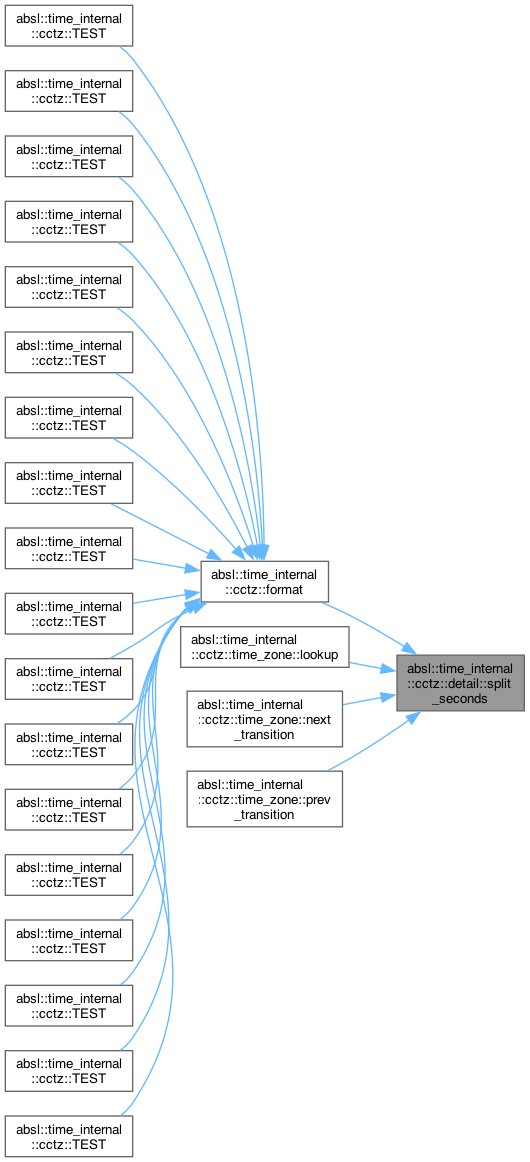 absl::time_internal
::cctz::TEST
absl::time_internal
::cctz::TEST
absl::time_internal
::cctz::TEST
absl::time_internal
::cctz::TEST
absl::time_internal
::cctz::TEST
absl::time_internal
::cctz::TEST
absl::time_internal
::cctz::TEST
absl::time_internal
::cctz::TEST
absl::time_internal
::cctz::TEST
absl::time_internal
::cctz::TEST
absl::time_internal
::cctz::TEST
absl::time_internal
::cctz::TEST
absl::time_internal
::cctz::TEST
absl::time_internal
::cctz::TEST
absl::time_internal
::cctz::TEST
absl::time_internal
::cctz::TEST
absl::time_internal
::cctz::TEST
absl::time_internal
::cctz::TEST
absl::time_internal
::cctz::format
absl::time_internal
::cctz::time_zone::lookup
absl::time_internal
::cctz::time_zone::next
_transition
absl::time_internal
::cctz::time_zone::prev
_transition
absl::time_internal
::cctz::detail::split
_seconds